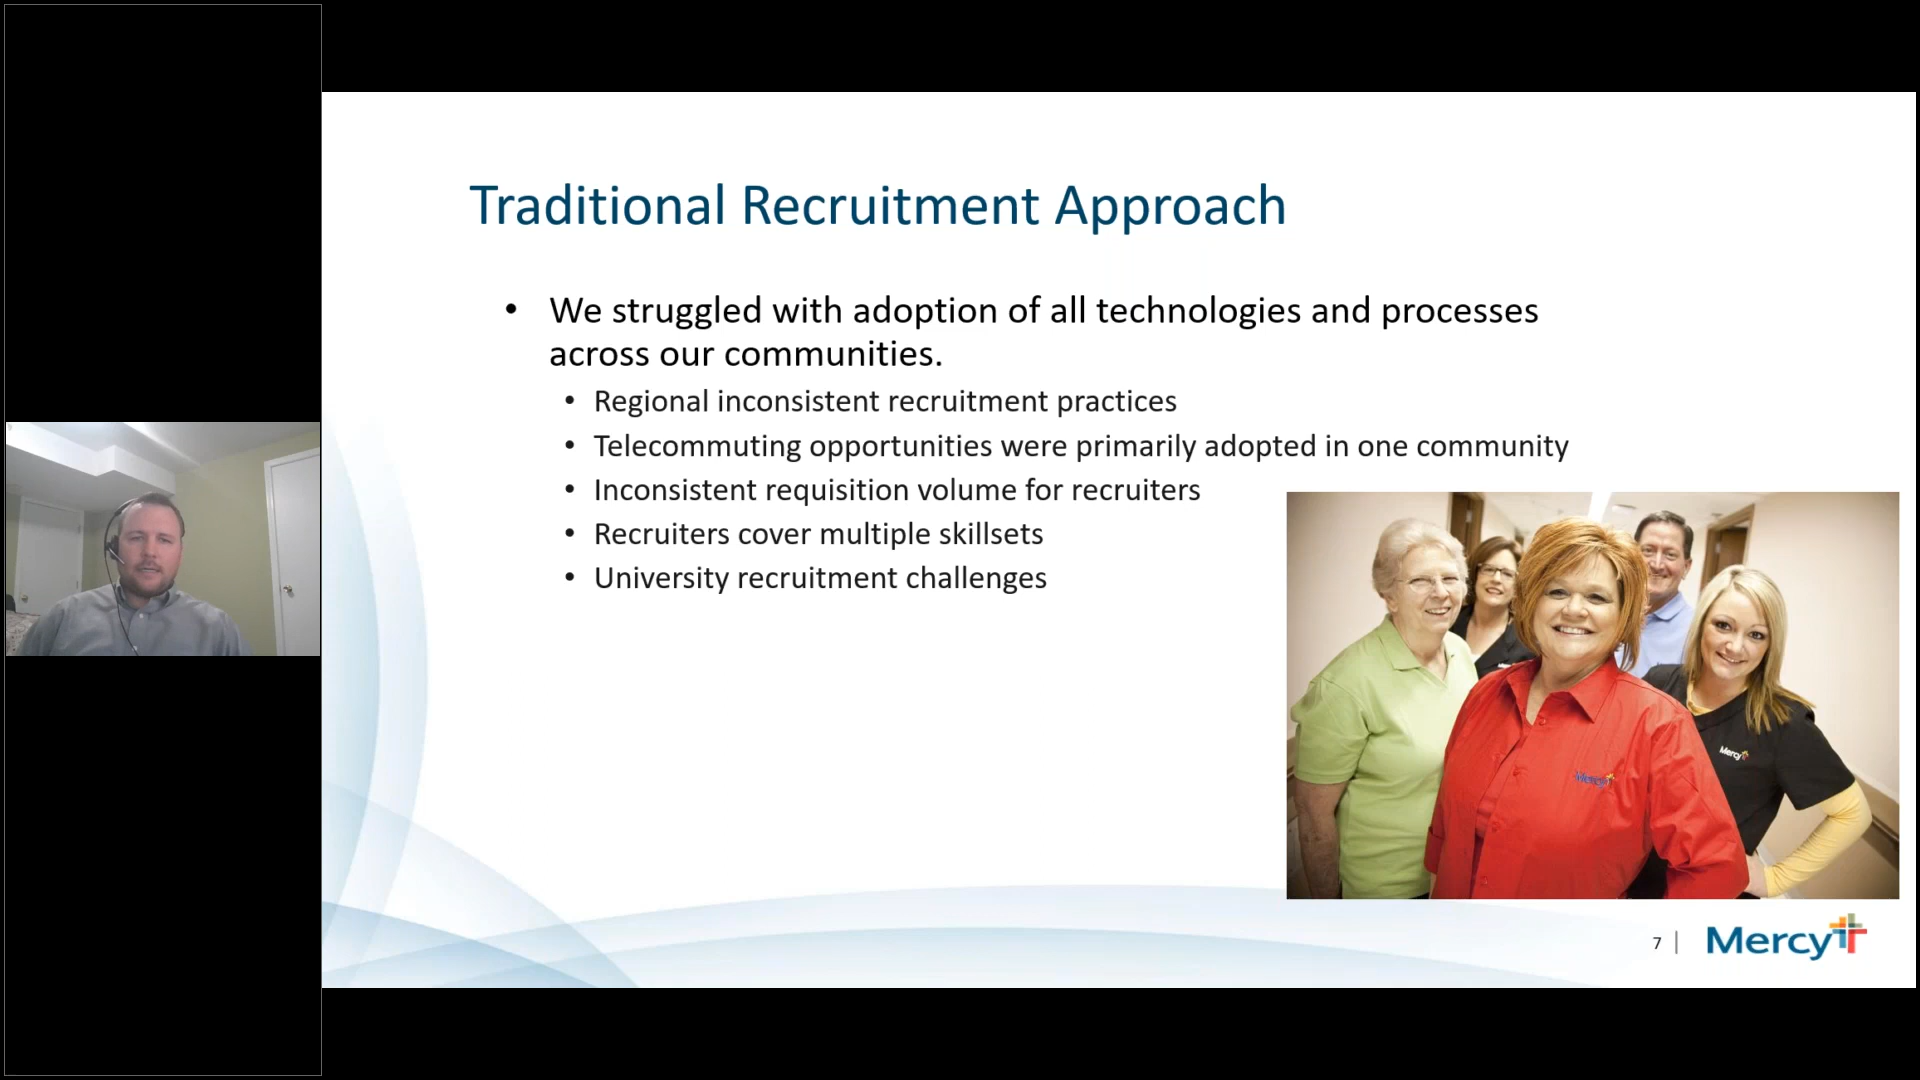 Traditional Recruitment Approach
• We struggled with adoption of all technologies and processes
across our communities.
• Regional inconsistent recruitment practices
• Telecommuting opportunities were primarily adopted in one community
• Inconsistent requisition volume for recruiters
• Recruiters cover multiple skillsets
• University recruitment challenges
Mercy
Mercy
7 |
Mercy